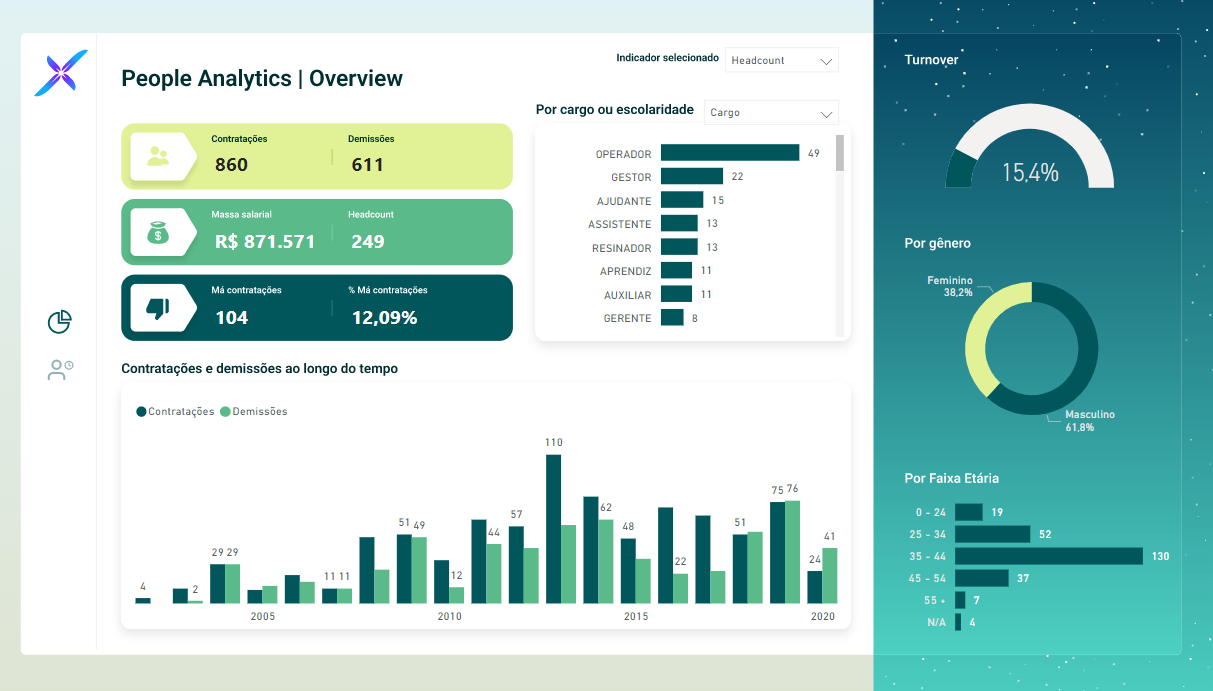 People Analytics | Overview
Indicador selecionado
Headcount
Por cargo ou escolaridade
Cargo
Contratações
860
Demissões
611
Massa salarial
R$ 871.571
Headcount
249
Má contratações
104
% Má contratações
12,09%
OPERADOR 49
GESTOR 22
AJUDANTE 15
ASSISTENTE 13
RESINADOR 13
APRENDIZ 11
AUXILIAR 11
GERENTE 8
Contratações e demissões ao longo do tempo
Contratações Demissões
4
2
29 29
11 11
51 49
12
44
57
110
62
48
22
51
75 76
24
41
2005 2010 2015 2020
Turnover
15,4%
Por gênero
Feminino
38,2%
Masculino
61,8%
Por Faixa Etária
0 - 24 19
25 - 34 52
35 - 44 130
45 - 54 37
55 + 7
N/A 4